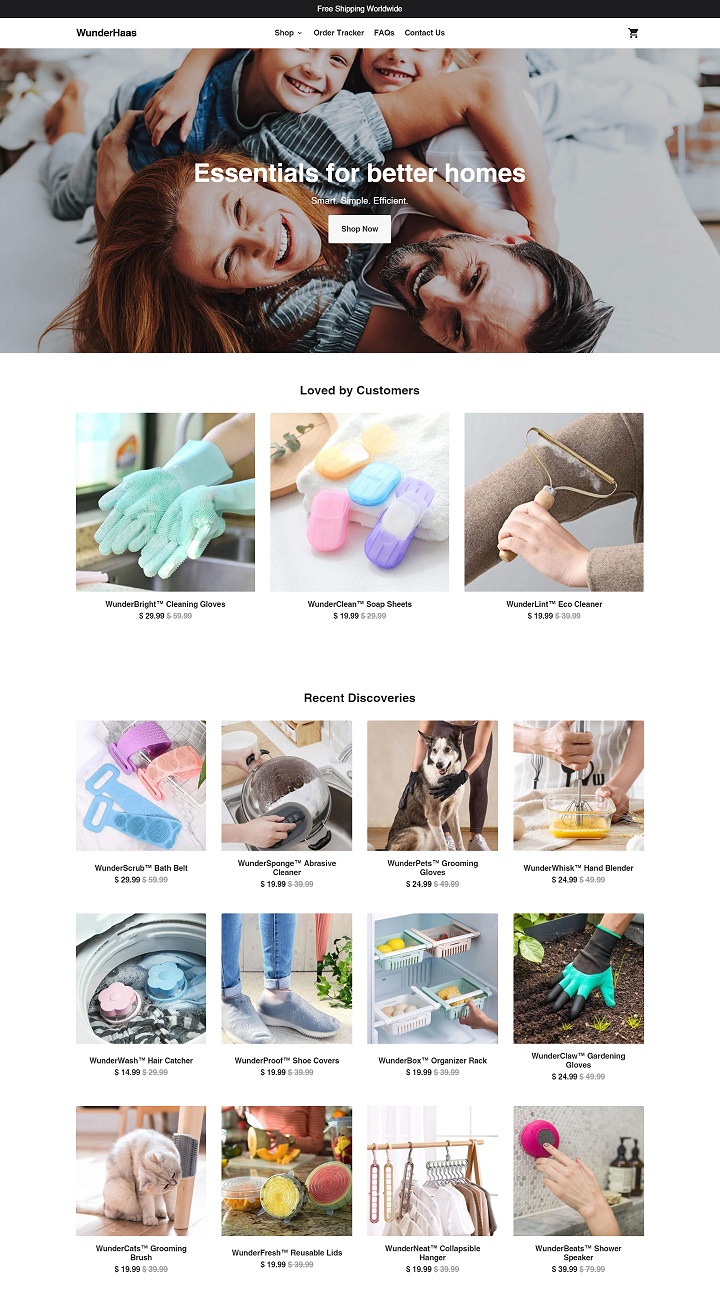 Free Shipping Worldwide
WunderHaas
Shop
Order Tracker
FAQs
Contact Us
Essentials for better homes
Smart. Simple. Efficient.
Shop Now
Loved by Customers
WunderBright™ Cleaning Gloves
$ 29.99 $ 59.99
WunderClean™ Soap Sheets
$ 19.99 $ 29.99
WunderLint™ Eco Cleaner
$ 19.99 $ 39.99
Recent Discoveries
WunderScrub™ Bath Belt
$ 29.99 $ 59.99
WunderSponge™ Abrasive
Cleaner
$ 19.99 $ 39.99
WunderPets™ Grooming
Gloves
$ 24.99 $ 49.99
WunderWhisk™ Hand Blender
$ 24.99 $ 49.99
WunderWash™ Hair Catcher
$ 14.99 $ 29.99
WunderProof™ Shoe Covers
$ 19.99 $ 39.99
WunderBox™ Organizer Rack
$ 19.99 $ 39.99
WunderClaw™ Gardening
Gloves
$ 24.99 $ 49.99
WunderCats™ Grooming
Brush
$ 19.99 $ 39.99
WunderFresh™ Reusable Lids
$ 19.99 $ 39.99
WunderNeat™ Collapsible
Hanger
$ 19.99 $ 39.99
WunderBeats™ Shower
Speaker
$ 39.99 $ 79.99